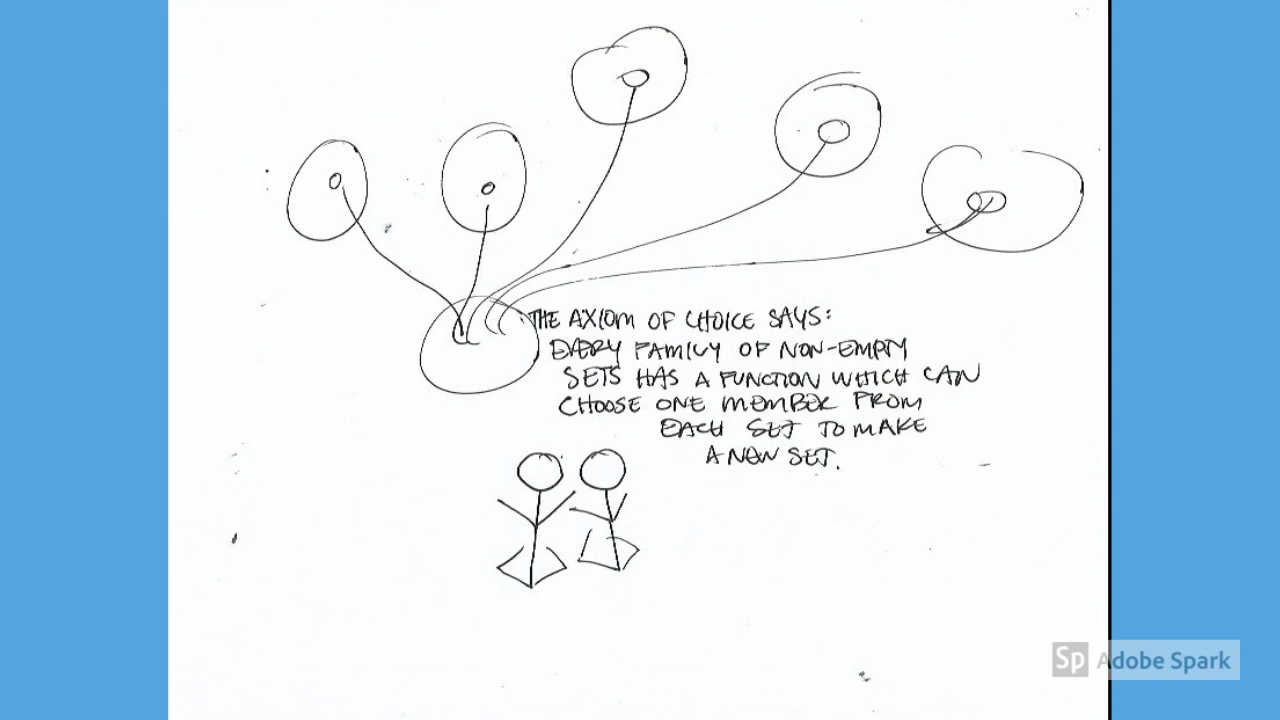 THE AXIOM OF CHOICE SAYS:
EVERY FAMILY OF NON-EMPTY
SETS HAS A FUNCTION WHICH CAN
CHOOSE ONE MEMBER FROM
EACH SET TO MAKE
A NEW SET.
Sp Adobe Spark